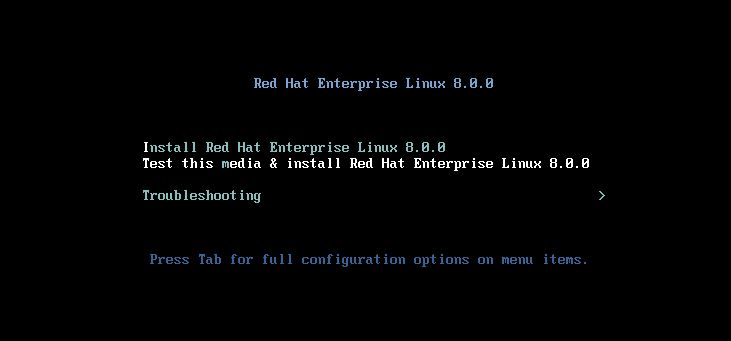 Red Hat Enterprise Linux 8.0.0
Install Red Hat Enterprise Linux 8.0.0
Test this media & install Red Hat Enterprise Linux 8.0.0
Troubleshooting >
Press Tab for full configuration options on menu items.